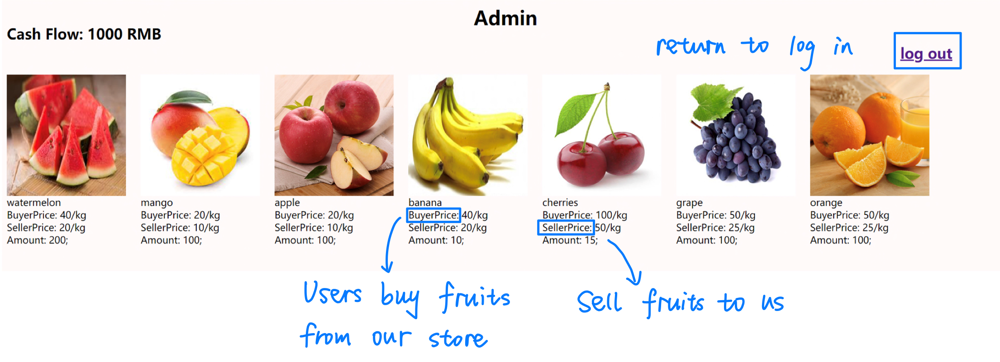 Admin
Cash Flow: 1000 RMB
return to log in
log out
watermelon
BuyerPrice: 40/kg
SellerPrice: 20/kg
Amount: 200;
mango
BuyerPrice: 20/kg
SellerPrice: 10/kg
Amount: 100;
apple
BuyerPrice: 20/kg
SellerPrice: 10/kg
Amount: 100;
banana
BuyerPrice: 40/kg
SellerPrice: 20/kg
Amount: 10;
cherries
BuyerPrice: 100/kg
SellerPrice: 50/kg
Amount: 15;
grape
BuyerPrice: 50/kg
SellerPrice: 25/kg
Amount: 100;
orange
BuyerPrice: 50/kg
SellerPrice: 25/kg
Amount: 100;
Users buy fruits
from our store
Sell fruits to us